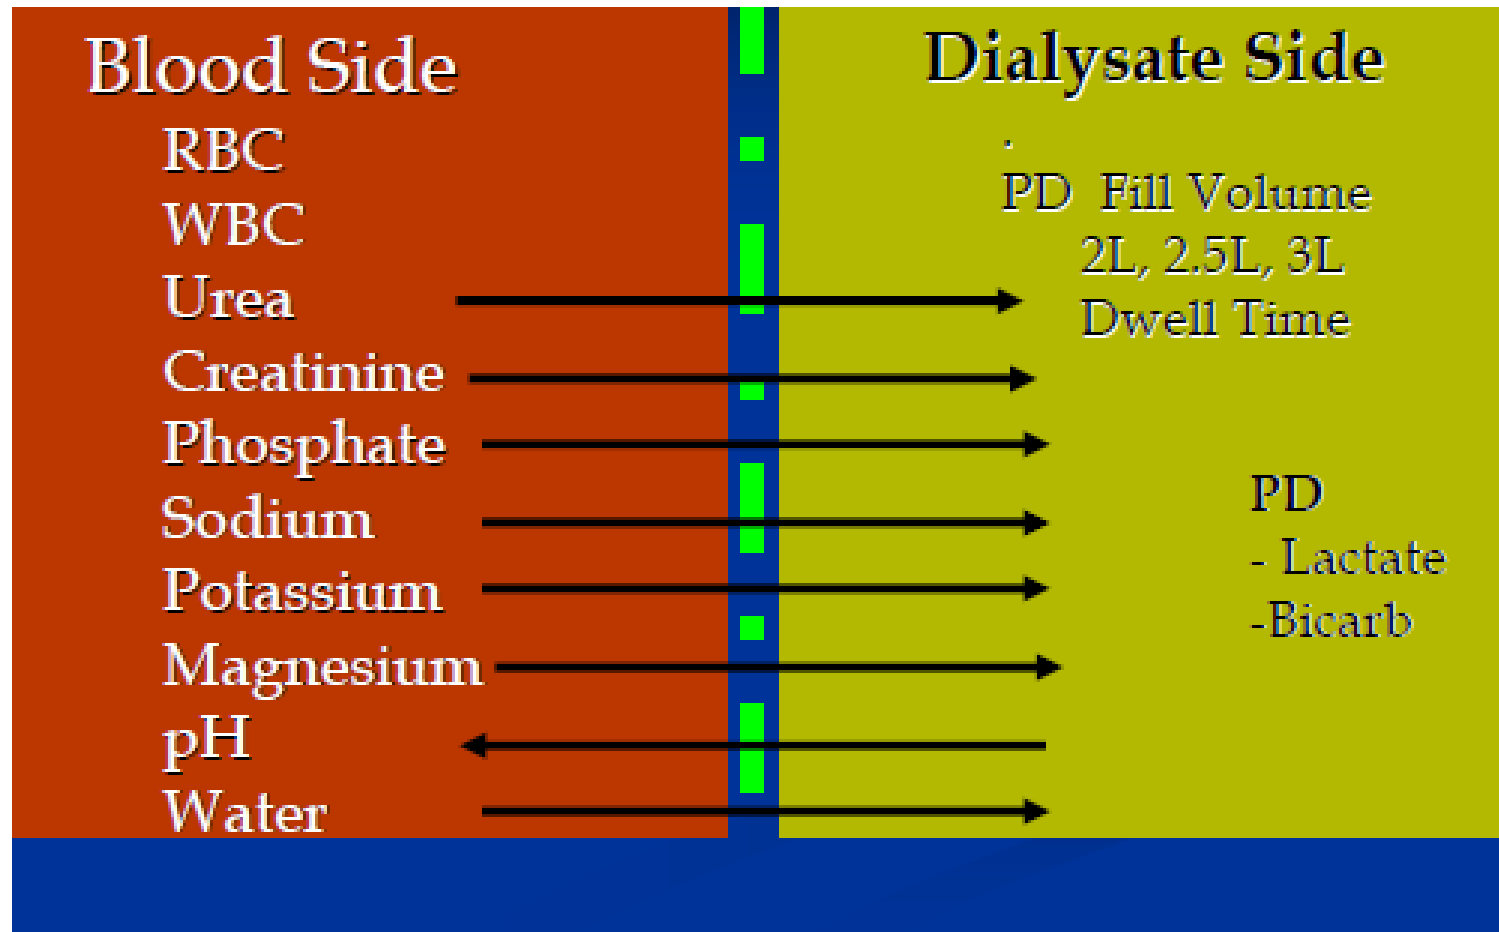 Blood Side
RBC
WBC
Urea
Creatinine
Phosphate
Sodium
Potassium
Magnesium
pH
Water
Dialysate Side
.
PD Fill Volume
2L, 2.5L, 3L
Dwell Time
PD
- Lactate
-Bicarb